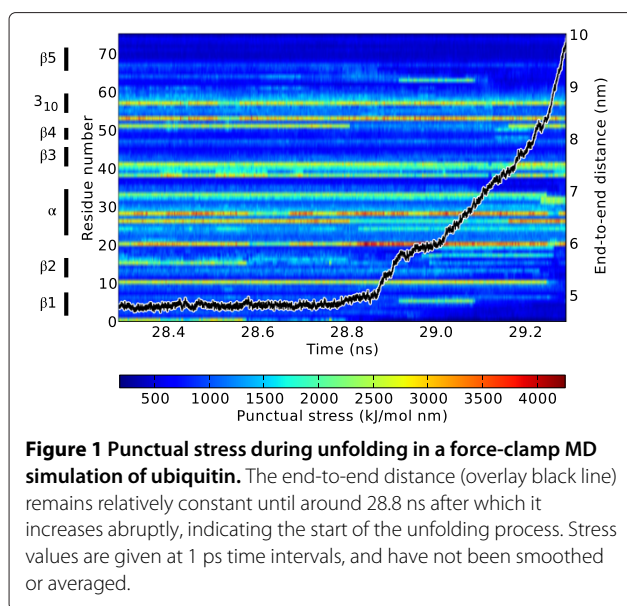 β5
3₁₀
β4
β3
α
β2
β1
Residue number
70
60
50
40
30
20
10
0
28.4 28.6 28.8 29.0 29.2
Time (ns)
10
9
8
7
6
5
End-to-end distance (nm)
500 1000 1500 2000 2500 3000 3500 4000
Punctual stress (kJ/mol nm)
Figure 1 Punctual stress during unfolding in a force-clamp MD
simulation of ubiquitin. The end-to-end distance (overlay black line)
remains relatively constant until around 28.8 ns after which it
increases abruptly, indicating the start of the unfolding process. Stress
values are given at 1 ps time intervals, and have not been smoothed
or averaged.